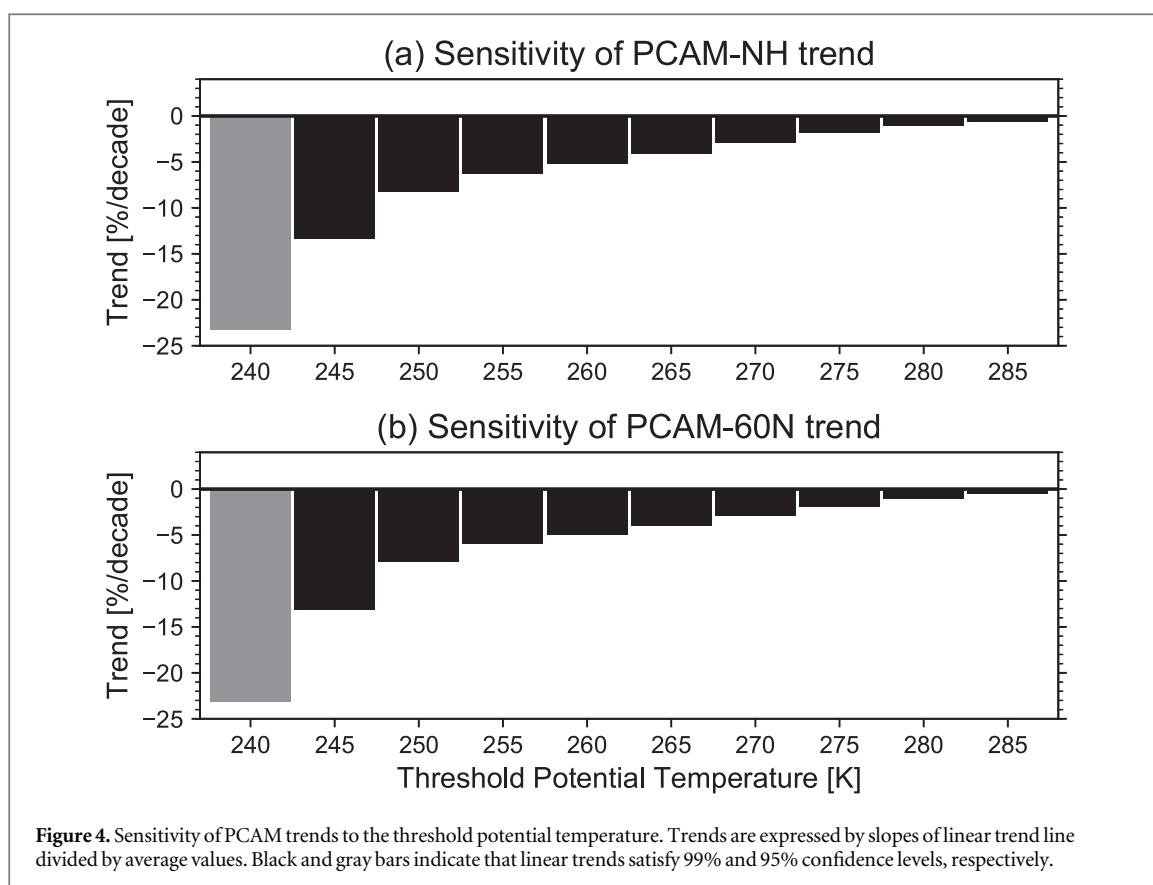 (a) Sensitivity of PCAM-NH trend
Trend [%/decade]
0
−5
−10
−15
−20
−25
240 245 250 255 260 265 270 275 280 285
(b) Sensitivity of PCAM-60N trend
Trend [%/decade]
0
−5
−10
−15
−20
−25
240 245 250 255 260 265 270 275 280 285
Threshold Potential Temperature [K]
Figure 4. Sensitivity of PCAM trends to the threshold potential temperature. Trends are expressed by slopes of linear trend line
divided by average values. Black and gray bars indicate that linear trends satisfy 99% and 95% confidence levels, respectively.